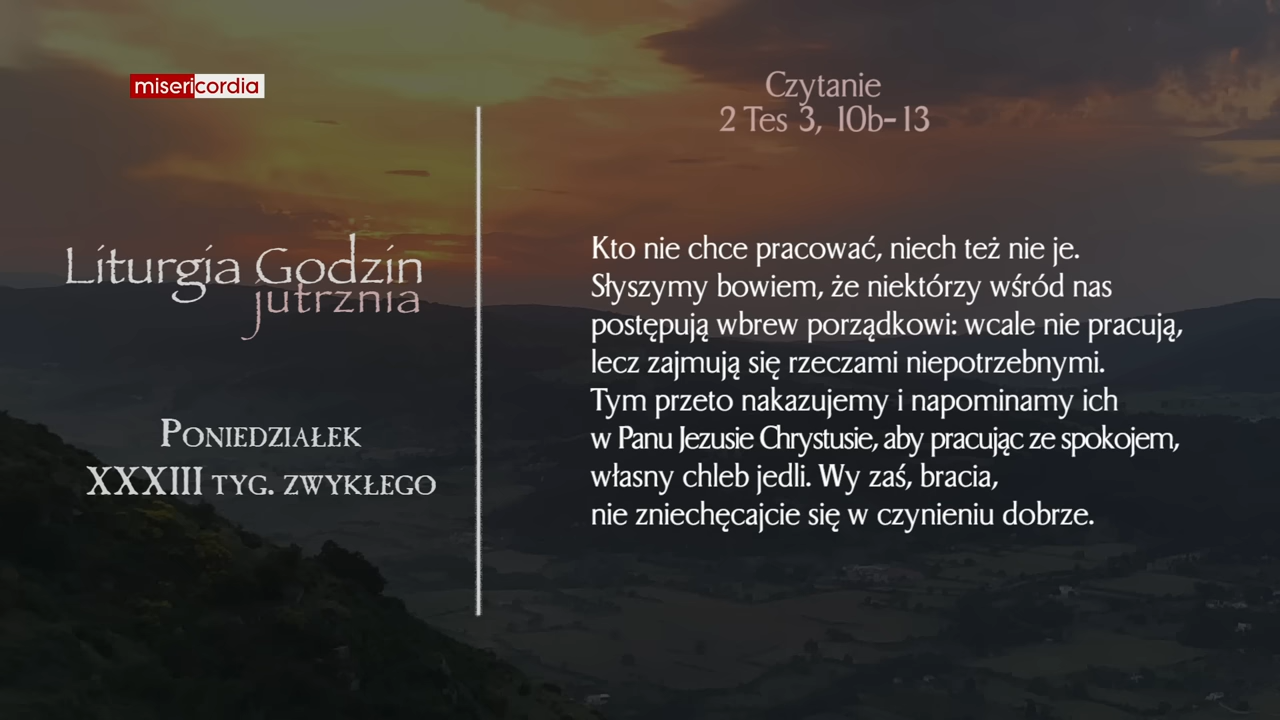 misericordia
Liturgia Godzin
jutrznia
Poniedziałek
XXXIII tyg. zwykłego
Czytanie
2 Tes 3, 10b-13
Kto nie chce pracować, niech też nie je.
Słyszymy bowiem, że niektórzy wśród nas
postępują wbrew porządkowi: wcale nie pracują,
lecz zajmują się rzeczami niepotrzebnymi.
Tym przeto nakazujemy i napominamy ich
w Panu Jezusie Chrystusie, aby pracując ze spokojem,
własny chleb jedli. Wy zaś, bracia,
nie zniechęcajcie się w czynieniu dobrze.